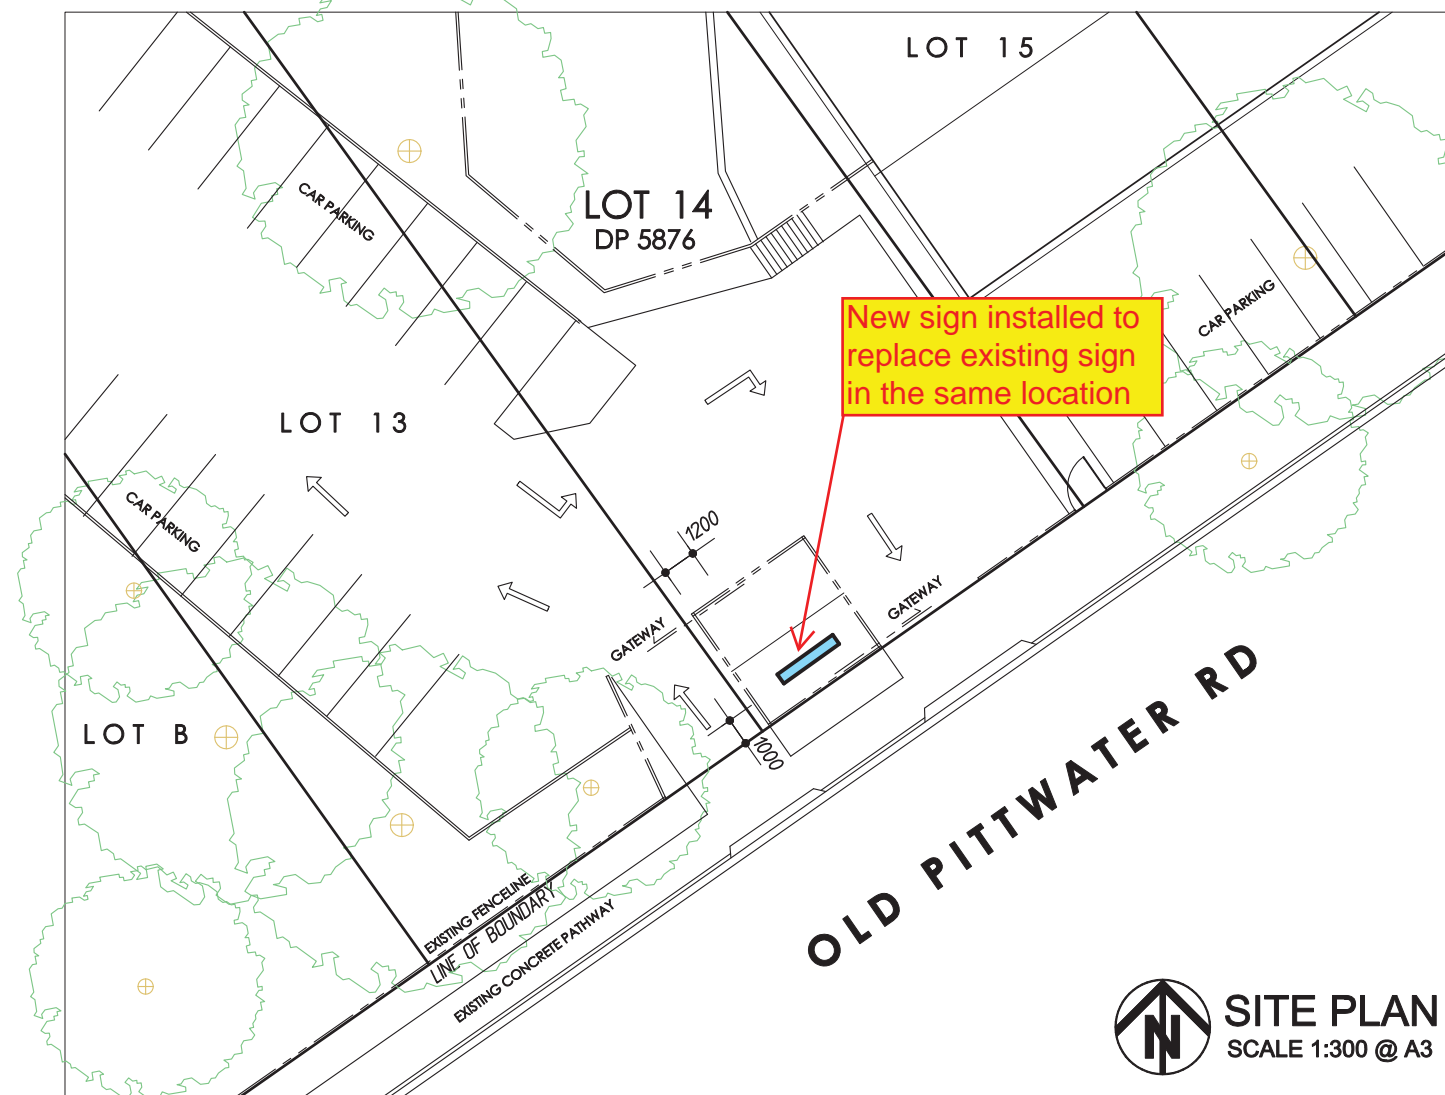 LOT 15
CAR PARKING
LOT 14
DP 5876
CAR PARKING
New sign installed to
replace existing sign
in the same location
LOT 13
CAR PARKING
1200
GATEWAY
GATEWAY
LOT B
1000
OLD PITTWATER RD
EXISTING FENCELINE
LINE OF BOUNDARY
EXISTING CONCRETE PATHWAY
N
SITE PLAN
SCALE 1:300 @ A3